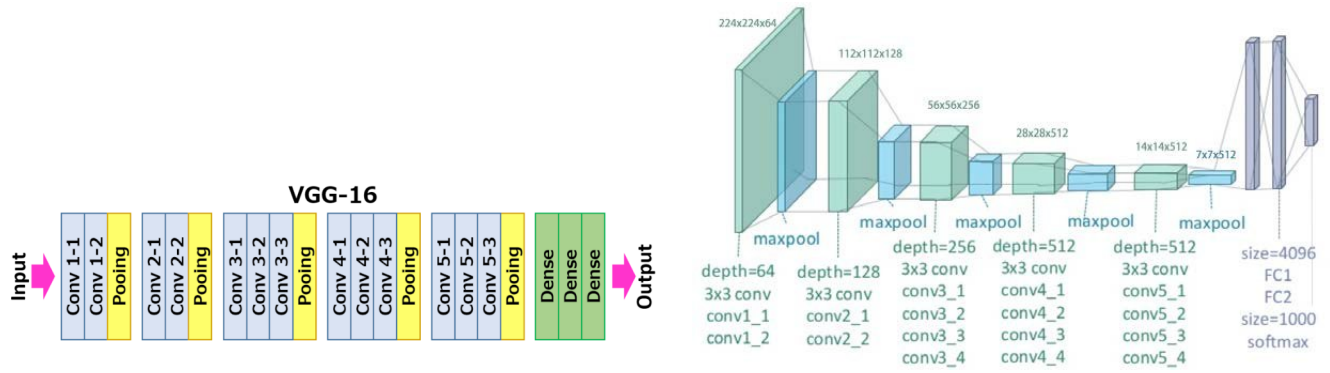 VGG-16
Input
Conv 1-1
Conv 1-2
Pooing
Conv 2-1
Conv 2-2
Pooing
Conv 3-1
Conv 3-2
Conv 3-3
Pooing
Conv 4-1
Conv 4-2
Conv 4-3
Pooing
Conv 5-1
Conv 5-2
Conv 5-3
Pooing
Dense
Dense
Dense
Output
224x224x64
112x112x128
56x56x256
28x28x512
14x14x512
7x7x512
maxpool
maxpool
maxpool
maxpool
maxpool
depth=64
3x3 conv
conv1_1
conv1_2
depth=128
3x3 conv
conv2_1
conv2_2
depth=256
3x3 conv
conv3_1
conv3_2
conv3_3
conv3_4
depth=512
3x3 conv
conv4_1
conv4_2
conv4_3
conv4_4
depth=512
3x3 conv
conv5_1
conv5_2
conv5_3
conv5_4
size=4096
FC1
FC2
size=1000
softmax